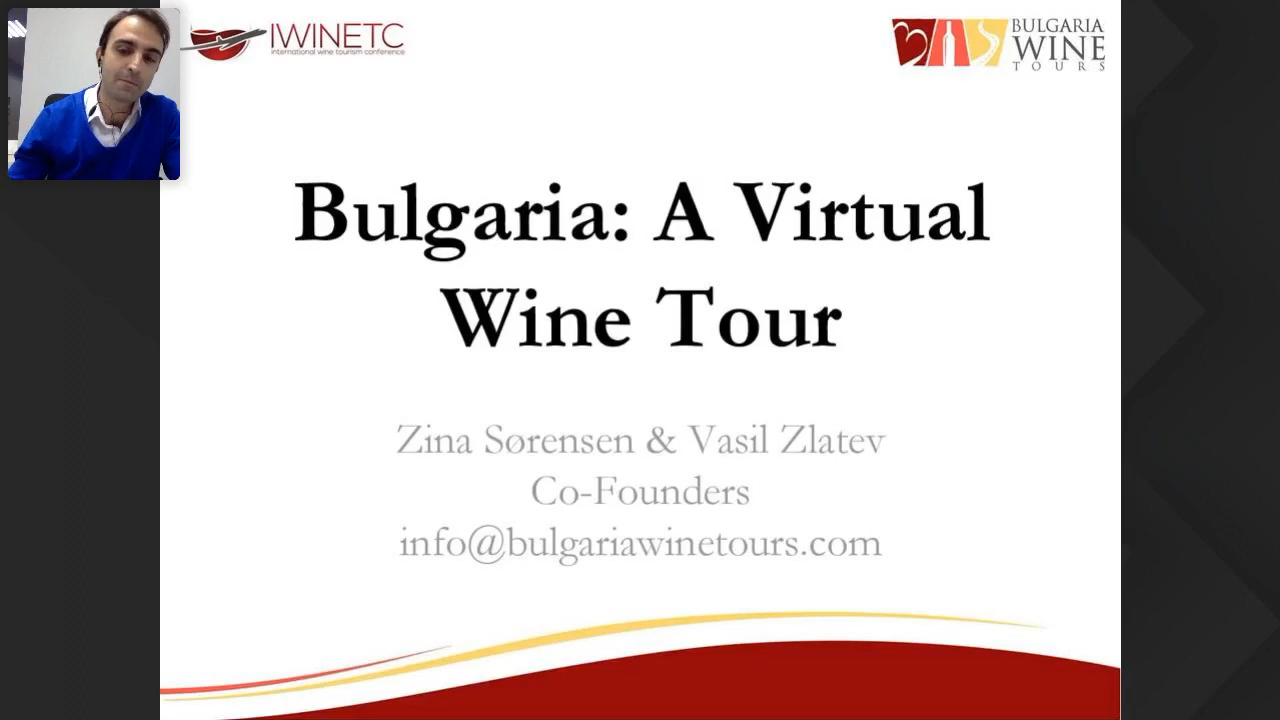 IWINETC
international wine tourism conference
BULGARIA
WINE
TOURS
Bulgaria: A Virtual
Wine Tour
Zina Sørensen & Vasil Zlatev
Co-Founders
info@bulgariawinetours.com